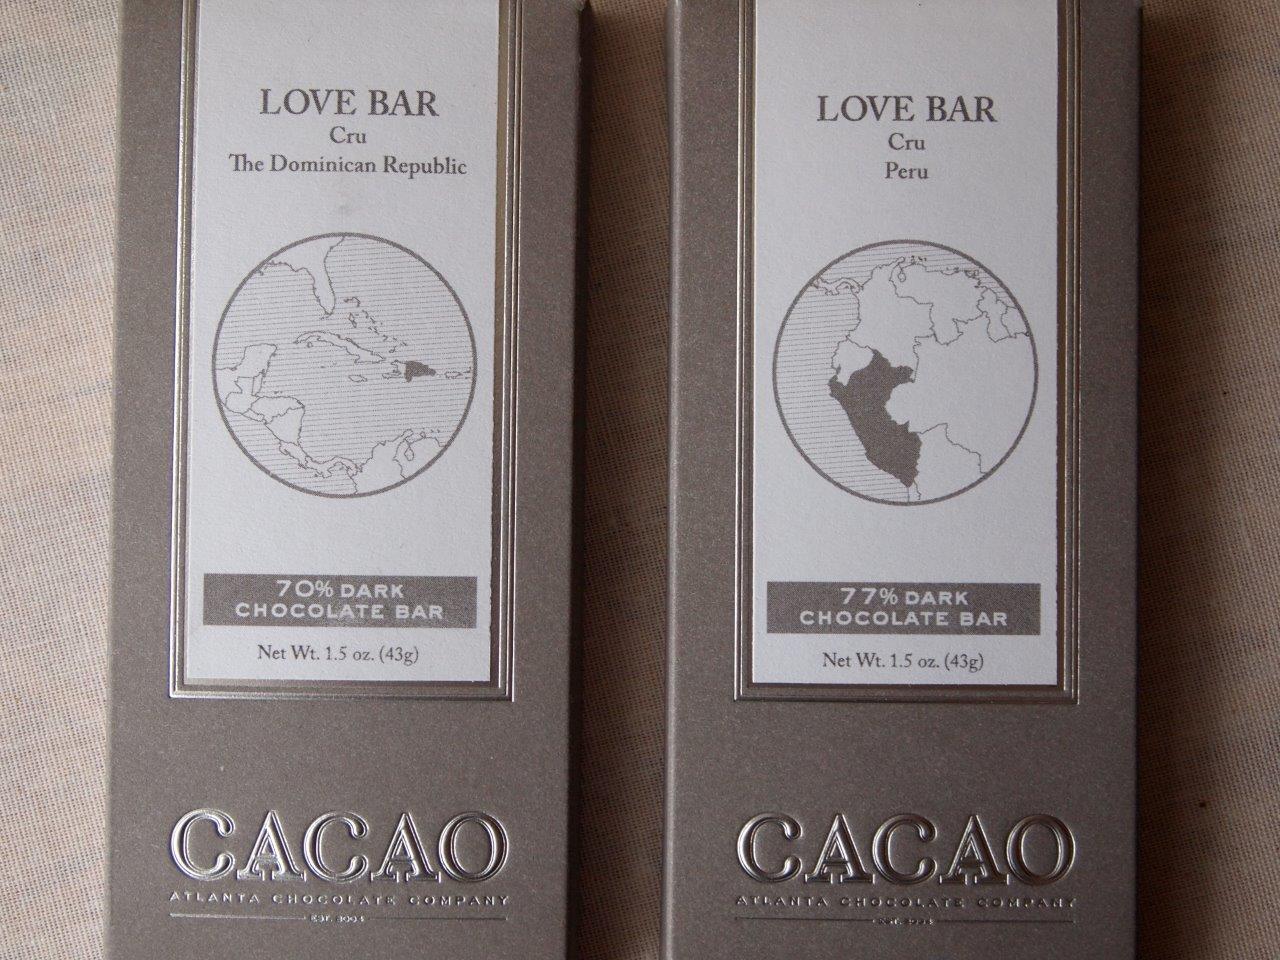 LOVE BAR
Cru
The Dominican Republic
70% DARK
CHOCOLATE BAR
Net Wt. 1.5 oz. (43g)
CACAO
ATLANTA CHOCOLATE COMPANY
LOVE BAR
Cru
Peru
77% DARK
CHOCOLATE BAR
Net Wt. 1.5 oz. (43g)
CACAO
ATLANTA CHOCOLATE COMPANY